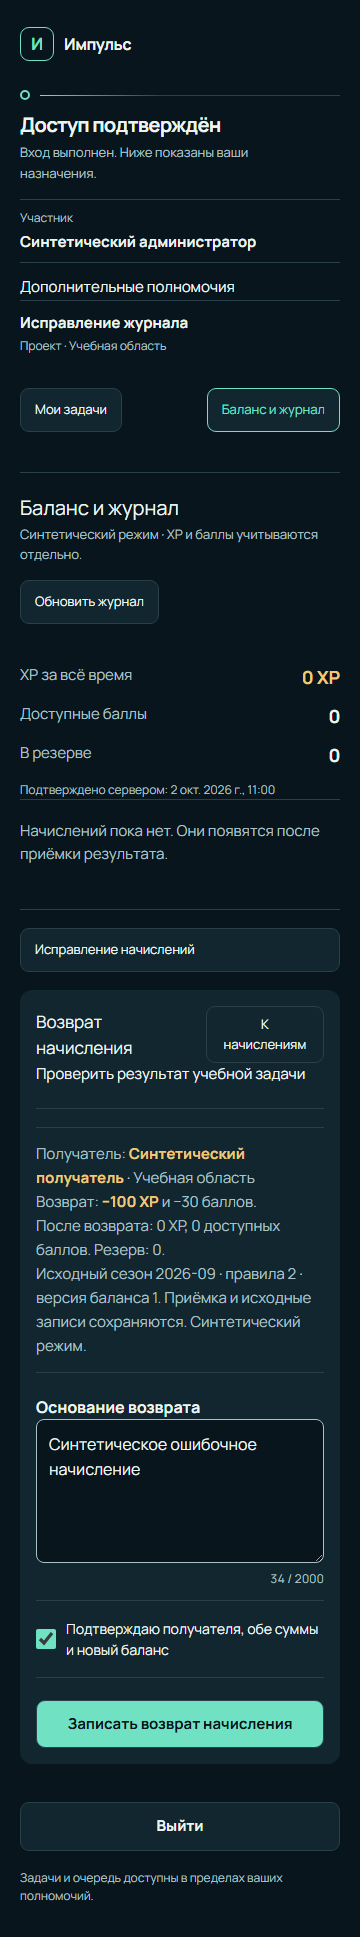 И Импульс
Доступ подтверждён
Вход выполнен. Ниже показаны ваши
назначения.
Участник
Синтетический администратор
Дополнительные полномочия
Исправление журнала
Проект · Учебная область
Мои задачи
Баланс и журнал
Баланс и журнал
Синтетический режим · XP и баллы учитываются
отдельно.
Обновить журнал
XP за всё время 0 XP
Доступные баллы 0
В резерве 0
Подтверждено сервером: 2 окт. 2026 г., 11:00
Начислений пока нет. Они появятся после
приёмки результата.
Исправление начислений
Возврат
начисления
К
начислениям
Проверить результат учебной задачи
Получатель: Синтетический
получатель · Учебная область
Возврат: −100 XP и −30 баллов.
После возврата: 0 XP, 0 доступных
баллов. Резерв: 0.
Исходный сезон 2026-09 · правила 2 ·
версия баланса 1. Приёмка и исходные
записи сохраняются. Синтетический
режим.
Основание возврата
Синтетическое ошибочное
начисление
34 / 2000
Подтверждаю получателя, обе суммы
и новый баланс
Записать возврат начисления
Выйти
Задачи и очередь доступны в пределах ваших
полномочий.